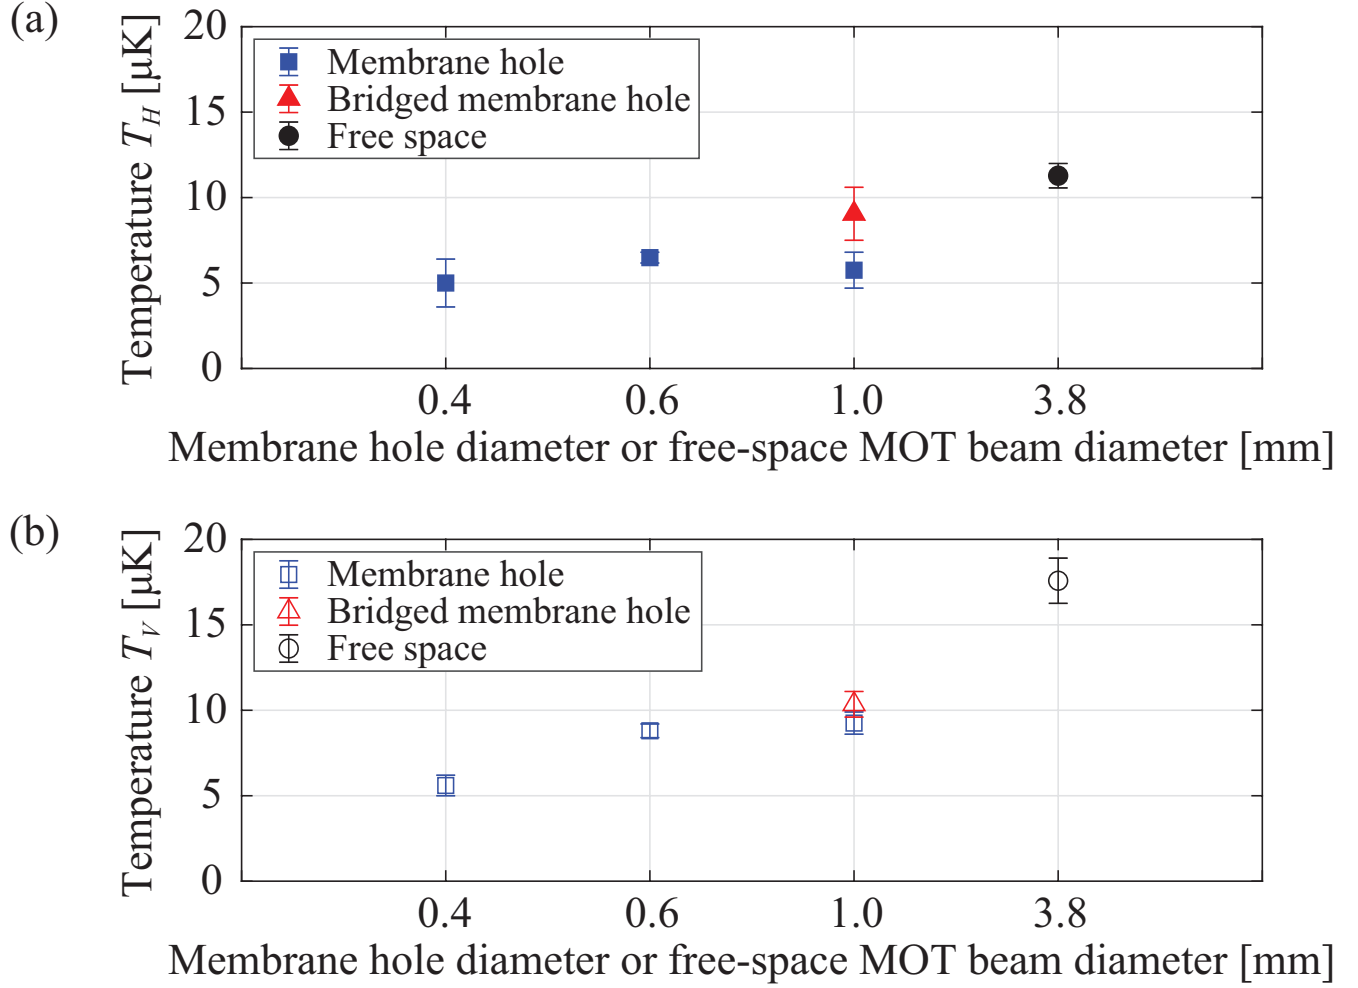 (a)
Temperature T_H [μK]
20
15
10
5
0
Membrane hole
Bridged membrane hole
Free space
0.4 0.6 1.0 3.8
Membrane hole diameter or free-space MOT beam diameter [mm]
(b)
Temperature T_V [μK]
20
15
10
5
0
Membrane hole
Bridged membrane hole
Free space
0.4 0.6 1.0 3.8
Membrane hole diameter or free-space MOT beam diameter [mm]